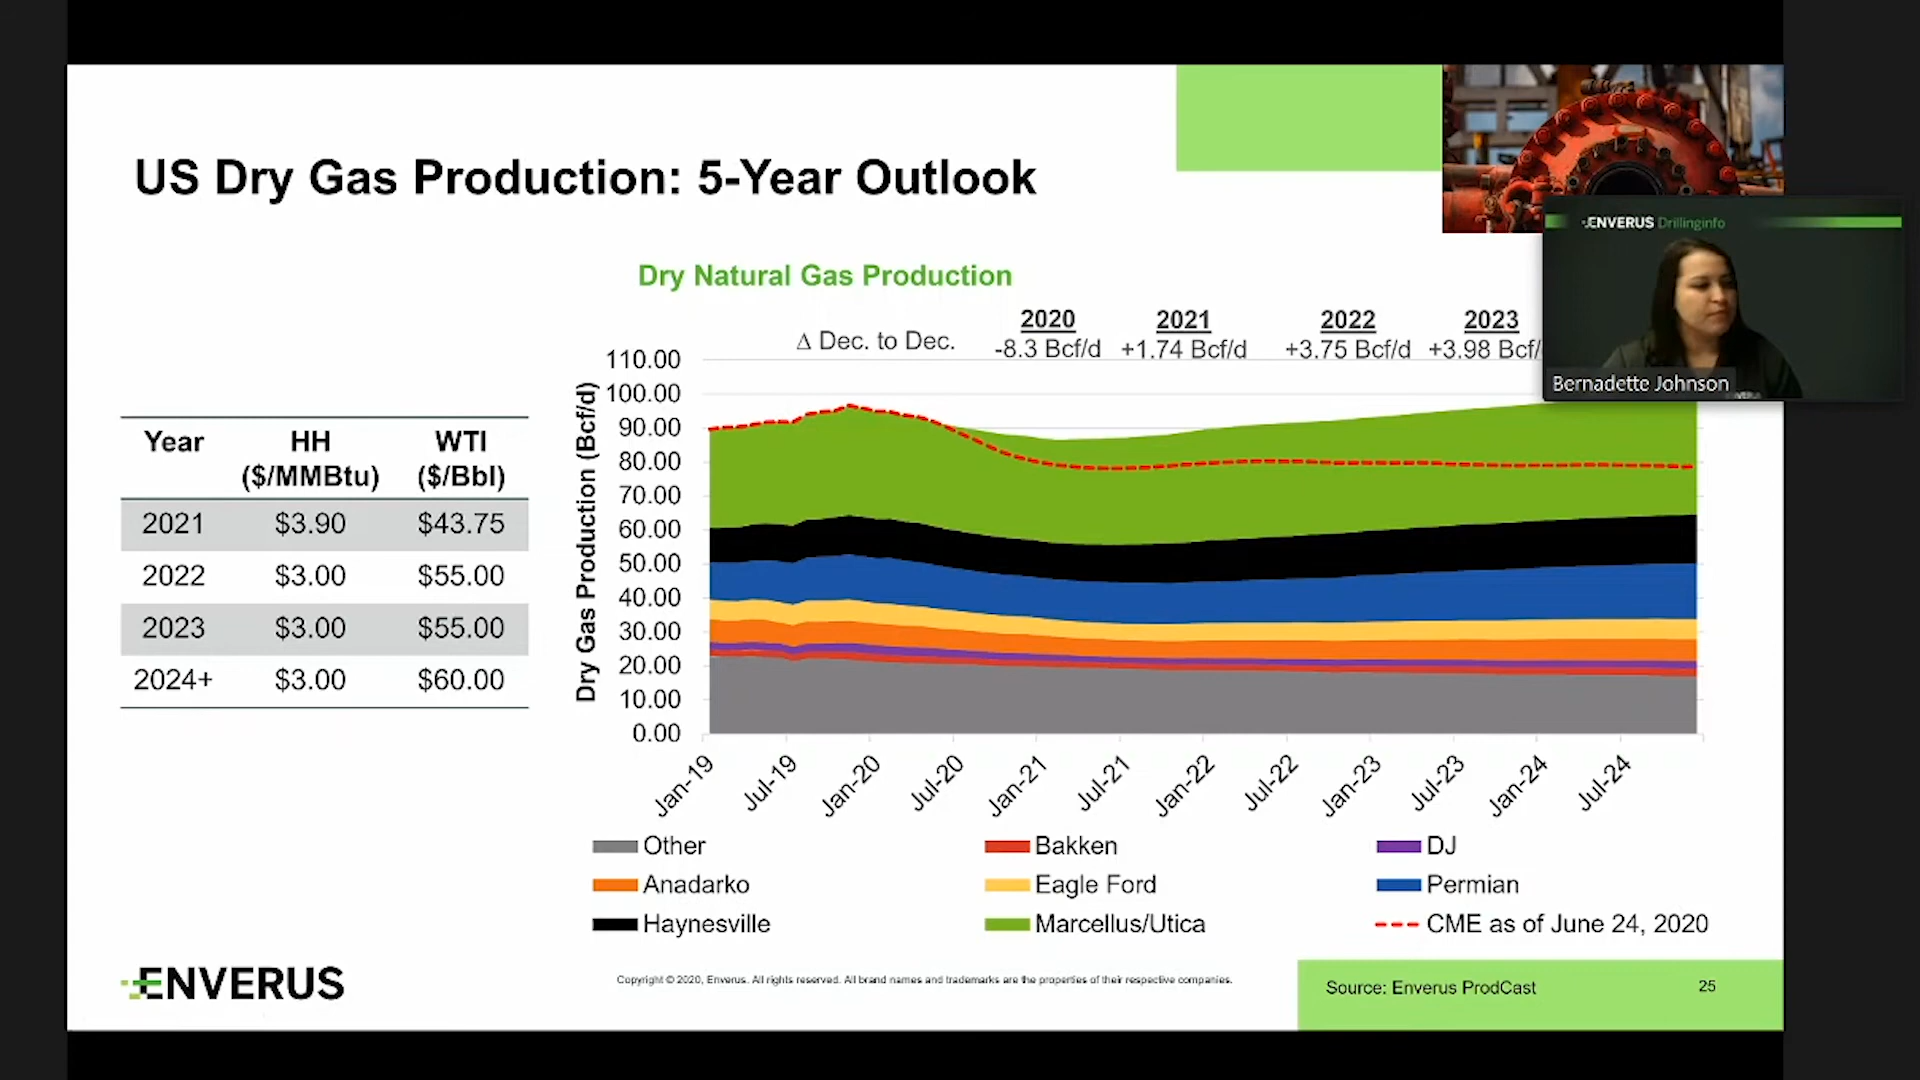 US Dry Gas Production: 5-Year Outlook
ENVERUS Drillinginfo
Bernadette Johnson
Dry Natural Gas Production
2020 2021 2022 2023
Δ Dec. to Dec. -8.3 Bcf/d +1.74 Bcf/d +3.75 Bcf/d +3.98 Bcf/
Year HH ($/MMBtu) WTI ($/Bbl)
2021 $3.90 $43.75
2022 $3.00 $55.00
2023 $3.00 $55.00
2024+ $3.00 $60.00
Dry Gas Production (Bcf/d)
110.00
100.00
90.00
80.00
70.00
60.00
50.00
40.00
30.00
20.00
10.00
0.00
Jan-19 Jul-19 Jan-20 Jul-20 Jan-21 Jul-21 Jan-22 Jul-22 Jan-23 Jul-23 Jan-24 Jul-24
Other Bakken DJ
Anadarko Eagle Ford Permian
Haynesville Marcellus/Utica CME as of June 24, 2020
ENVERUS
Copyright © 2020, Enverus. All rights reserved. All brand names and trademarks are the properties of their respective companies.
Source: Enverus ProdCast 25